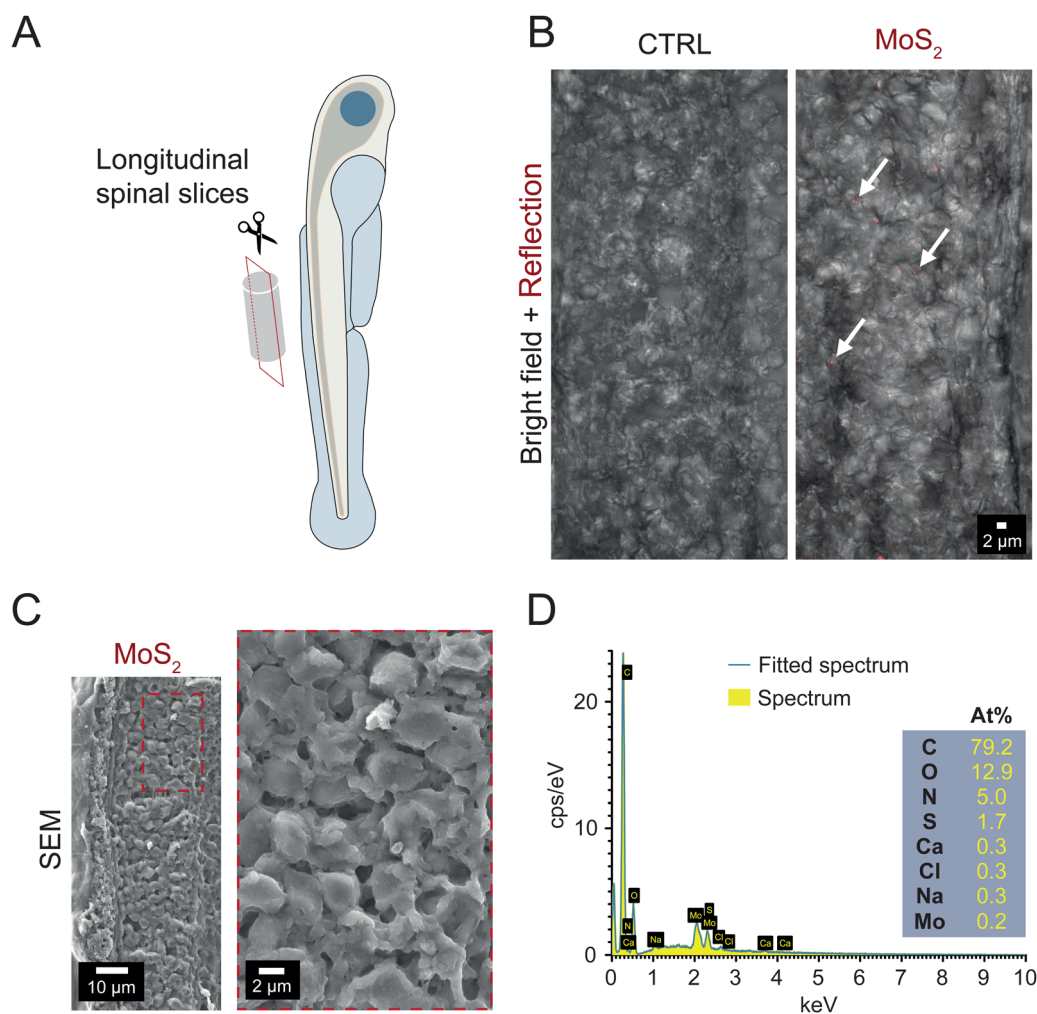 A
Longitudinal
spinal slices
B
CTRL
MoS₂
Bright field + Reflection
2 µm
C
MoS₂
SEM
10 µm
2 µm
D
Fitted spectrum
Spectrum
At%
C 79.2
O 12.9
N 5.0
S 1.7
Ca 0.3
Cl 0.3
Na 0.3
Mo 0.2
cps/eV
20
10
0
C
O
N
Ca
Na
Mo
S
Mo
Cl
Cl
Ca
Ca
0 1 2 3 4 5 6 7 8 9 10
keV